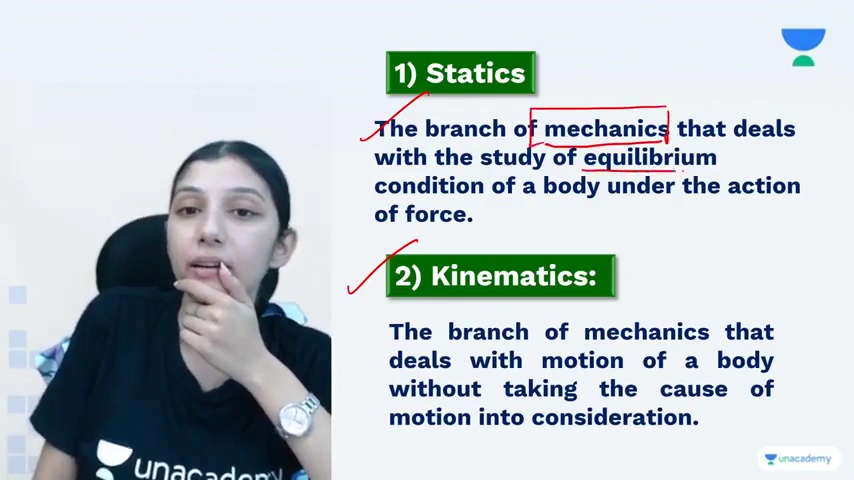 1) Statics
The branch of mechanics that deals
with the study of equilibrium
condition of a body under the action
of force.
2) Kinematics:
The branch of mechanics that
deals with motion of a body
without taking the cause of
motion into consideration.
unacademy
unacademy